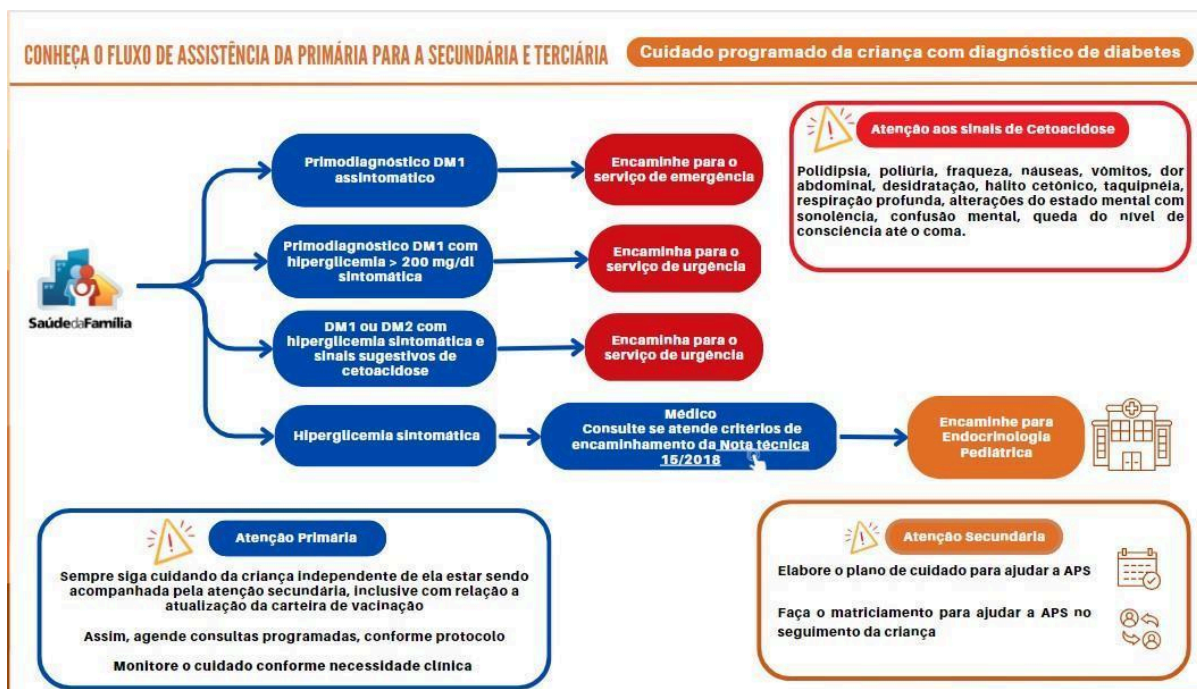 CONHEÇA O FLUXO DE ASSISTÊNCIA DA PRIMÁRIA PARA A SECUNDÁRIA E TERCIÁRIA
Cuidado programado da criança com diagnóstico de diabetes
Atenção aos sinais de Cetoacidose
Polidipsia, poliúria, fraqueza, náuseas, vômitos, dor
abdominal, desidratação, hálito cetônico, taquipnéia,
respiração profunda, alterações do estado mental com
sonolência, confusão mental, queda do nível de
consciência até o coma.
SaúdedaFamília
Primodiagnóstico DM1
assintomático
Encaminhe para o
serviço de emergência
Primodiagnóstico DM1 com
hiperglicemia > 200 mg/dl
sintomática
Encaminha para o
serviço de urgência
DM1 ou DM2 com
hiperglicemia sintomática e
sinais sugestivos de
cetoacidose
Encaminha para o
serviço de urgência
Hiperglicemia sintomática
Médico
Consulte se atende critérios de
encaminhamento da Nota técnica
15/2018
Encaminhe para
Endocrinologia
Pediátrica
Atenção Primária
Sempre siga cuidando da criança independente de ela estar sendo
acompanhada pela atenção secundária, inclusive com relação a
atualização da carteira de vacinação
Assim, agende consultas programadas, conforme protocolo
Monitore o cuidado conforme necessidade clínica
Atenção Secundária
Elabore o plano de cuidado para ajudar a APS
Faça o matriciamento para ajudar a APS no
seguimento da criança